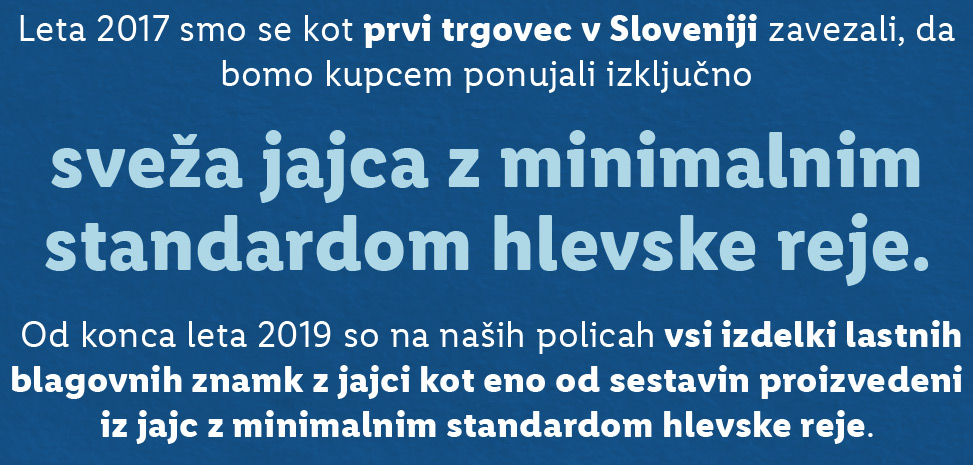 Leta 2017 smo se kot prvi trgovec v Sloveniji zavezali, da
bomo kupcem ponujali izključno
sveža jajca z minimalnim
standardom hlevske reje.
Od konca leta 2019 so na naših policah vsi izdelki lastnih
blagovnih znamk z jajci kot eno od sestavin proizvedeni
iz jajc z minimalnim standardom hlevske reje.